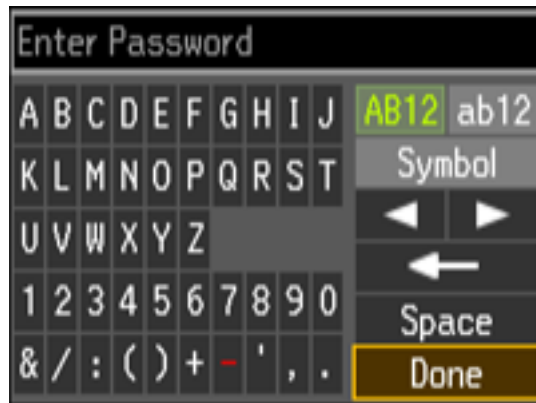 Enter Password
A B C D E F G H I J AB12 ab12
K L M N O P Q R S T Symbol
U V W X Y Z
1 2 3 4 5 6 7 8 9 0 Space
& / : ( ) + - ' , . Done